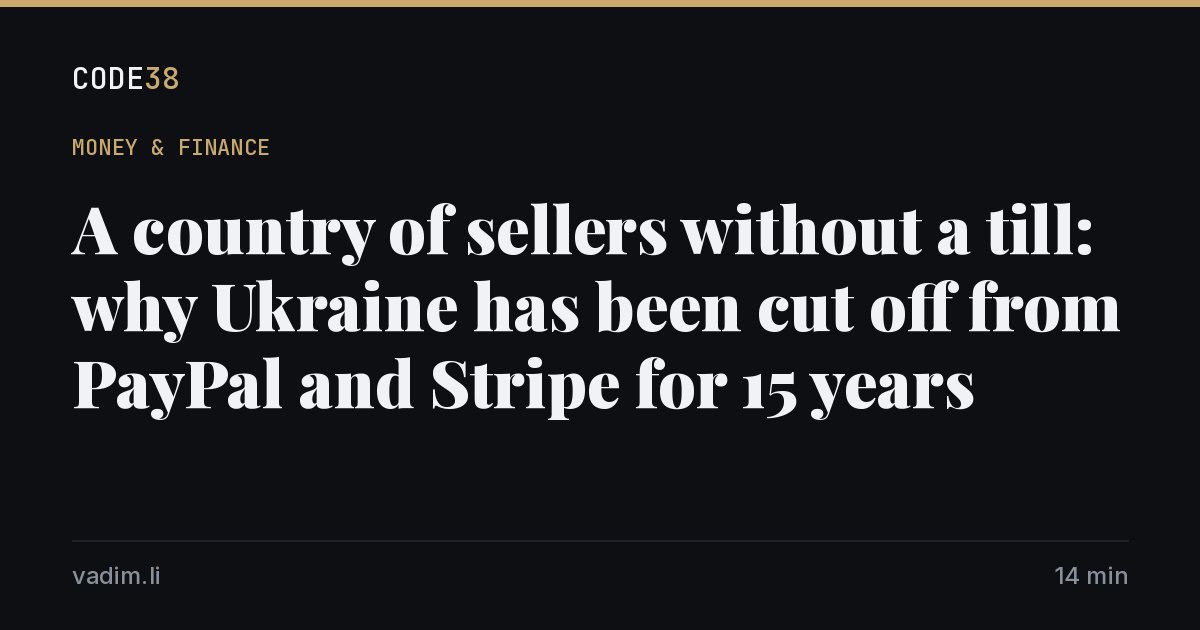 CODE38
MONEY & FINANCE
A country of sellers without a till:
why Ukraine has been cut off from
PayPal and Stripe for 15 years
vadim.li
14 min